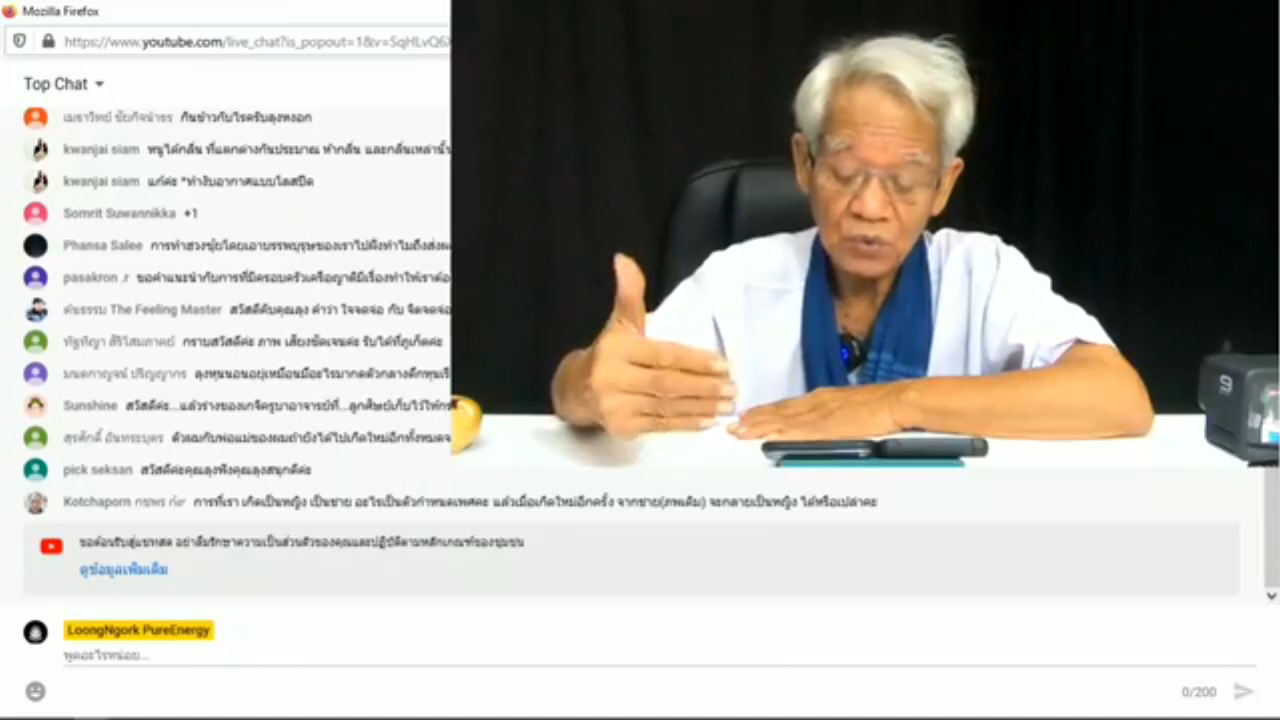 Mozilla Firefox
https://www.youtube.com/live_chat?is_popout=1&v=SqHLvQ6
Top Chat
เมธาวิทย์ ชัยกิจนำธร กินข้าวกับไรครับลุงหงอก
kwanjai siam หนูได้กลิ่น ที่แตกต่างกันประมาณ ห้ากลิ่น และกลิ่นเหล่านั้
kwanjai siam แก้ค่ะ *ห้างับอากาศแบบโลสปีด
Somrit Suwannikka +1
Phansa Salee การทำฮวงซุ้ยโดยเอาบรรพบุรุษของเราไปฝังทำไมถึงส่งผ
pasakron .r ขอคำแนะนำกับการที่มีครอบครัวเครือญาติมีเรื่องทำให้เราต้อ
The Feeling Master สวัสดีคับคุณลุง คำว่า ใจจดจ่อ กับ จิตจดจ่อ
กราบสวัสดีค่ะ ภาพ เสียงชัดเจนค่ะ รับได้ที่ภูเก็ตค่ะ
มนตกาญจน์ ปริญญากร ลุงหนูนอนอยู่เหมือนมีอะไรมากดตัวกลางดึกหนูเรี
Sunshine สวัสดีค่ะ...แล้วร่างของเกจิครูบาอาจารย์ที่...ลูกศิษย์เก็บไว้ให้กร
สุรศักดิ์ อินทระบุตร ตัวผมกับพ่อแม่ของผมถ้ายังได้ไปเกิดใหม่อีกทั้งหมดจ
pick seksan สวัสดีค่ะคุณลุงฟังคุณลุงสนุกดีค่ะ
Kotchaporn กชพร การที่เรา เกิดเป็นหญิง เป็นชาย อะไรเป็นตัวกำหนดเพศคะ แล้วเมื่อเกิดใหม่อีกครั้ง จากชาย(ภพเดิม) จะกลายเป็นหญิง ได้หรือเปล่าคะ
ขอต้อนรับสู่แชทสด อย่าลืมรักษาความเป็นส่วนตัวของคุณและปฏิบัติตามหลักเกณฑ์ของชุมชน
ดูข้อมูลเพิ่มเติม
LoongNgork PureEnergy
พูดอะไรหน่อย...
0/200
9